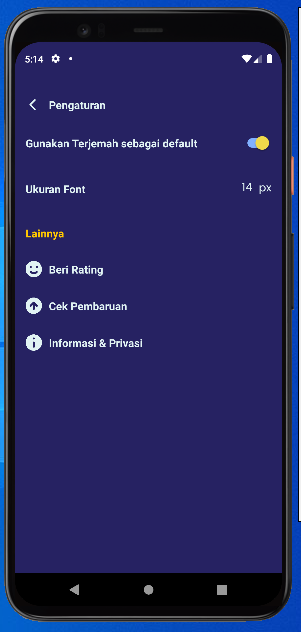 5:14
Pengaturan
Gunakan Terjemah sebagai default
Ukuran Font 14 px
Lainnya
Beri Rating
Cek Pembaruan
Informasi & Privasi